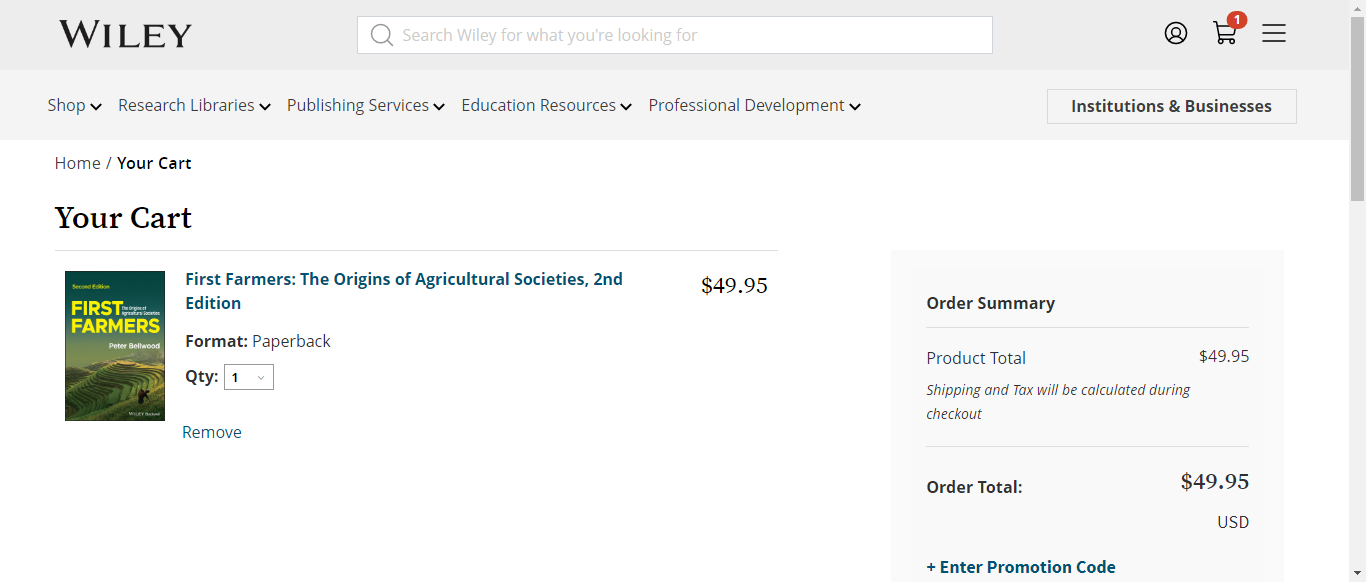 WILEY
Search Wiley for what you're looking for
1
Shop Research Libraries Publishing Services Education Resources Professional Development
Institutions & Businesses
Home / Your Cart
Your Cart
Second Edition
FIRST The Origins of
Agricultural Societies
FARMERS
Peter Bellwood
WILEY Blackwell
First Farmers: The Origins of Agricultural Societies, 2nd
Edition
$49.95
Format: Paperback
Qty: 1
Remove
Order Summary
Product Total $49.95
Shipping and Tax will be calculated during
checkout
Order Total: $49.95
USD
+ Enter Promotion Code